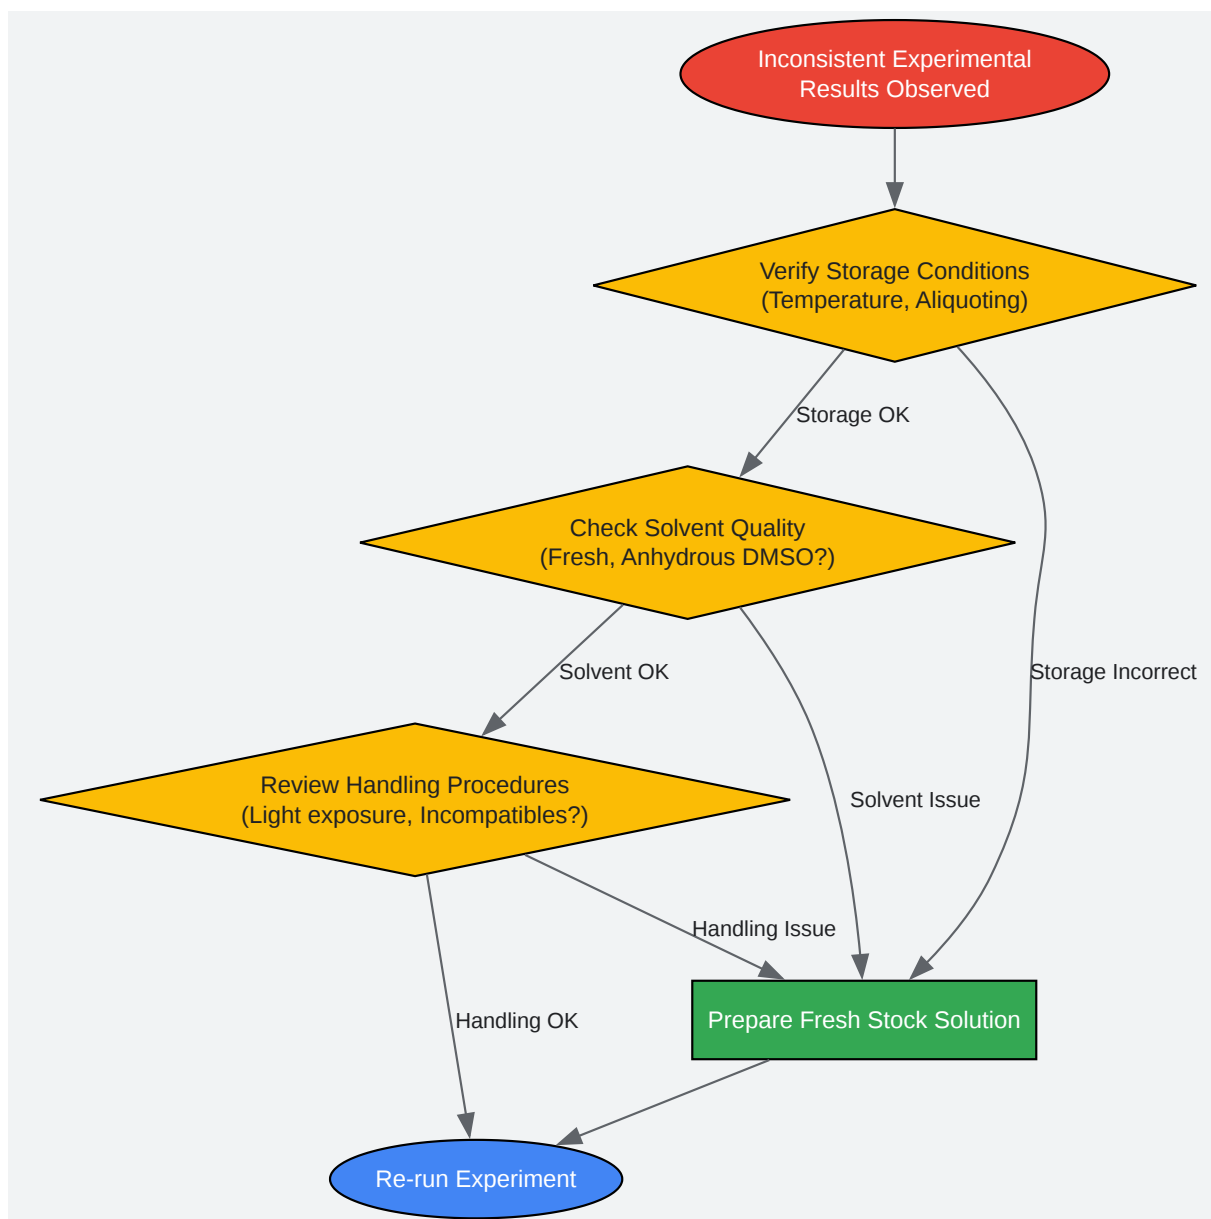 Inconsistent Experimental
Results Observed
Verify Storage Conditions
(Temperature, Aliquoting)
Storage OK
Check Solvent Quality
(Fresh, Anhydrous DMSO?)
Solvent OK
Storage Incorrect
Review Handling Procedures
(Light exposure, Incompatibles?)
Solvent Issue
Handling Issue
Handling OK
Prepare Fresh Stock Solution
Re-run Experiment